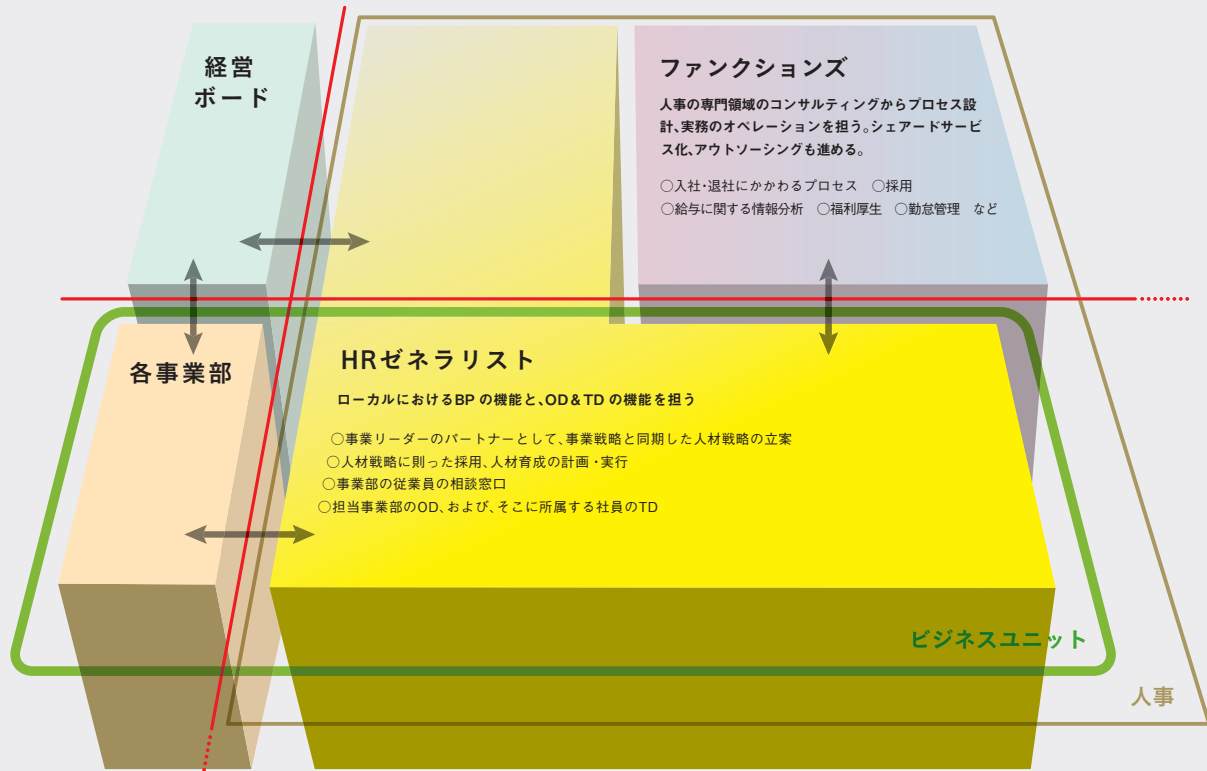 経営
ボード
ファンクションズ
人事の専門領域のコンサルティングからプロセス設
計、実務のオペレーションを担う。シェアードサービ
ス化、アウトソーシングも進める。
○入社・退社にかかわるプロセス　○採用
○給与に関する情報分析　○福利厚生　○勤怠管理　など
各事業部
HRゼネラリスト
ローカルにおけるBP の機能と、OD&TD の機能を担う
○事業リーダーのパートナーとして、事業戦略と同期した人材戦略の立案
○人材戦略に則った採用、人材育成の計画・実行
○事業部の従業員の相談窓口
○担当事業部のOD、および、そこに所属する社員のTD
ビジネスユニット
人事